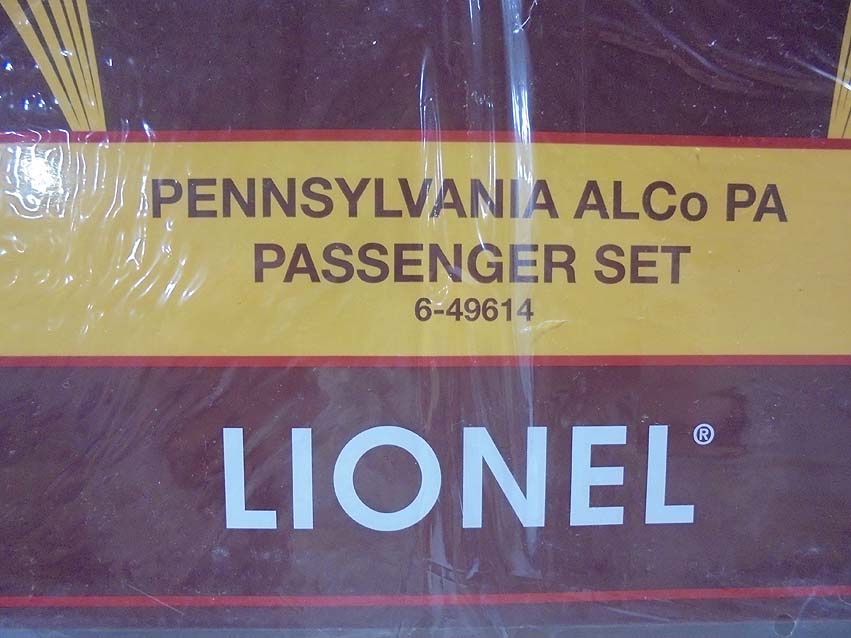 PENNSYLVANIA ALCo PA
PASSENGER SET
6-49614
LIONEL®